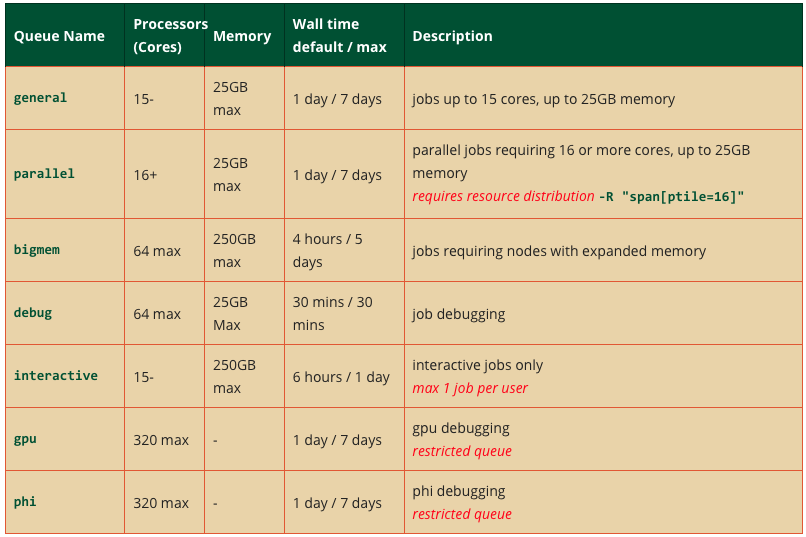 Queue Name
Processors
(Cores)
Memory
Wall time
default / max
Description
general
15-
25GB
max
1 day / 7 days
jobs up to 15 cores, up to 25GB memory
parallel
16+
25GB
max
1 day / 7 days
parallel jobs requiring 16 or more cores, up to 25GB
memory
requires resource distribution -R "span[ptile=16]"
bigmem
64 max
250GB
max
4 hours / 5
days
jobs requiring nodes with expanded memory
debug
64 max
25GB
Max
30 mins / 30
mins
job debugging
interactive
15-
250GB
max
6 hours / 1 day
interactive jobs only
max 1 job per user
gpu
320 max
-
1 day / 7 days
gpu debugging
restricted queue
phi
320 max
-
1 day / 7 days
phi debugging
restricted queue